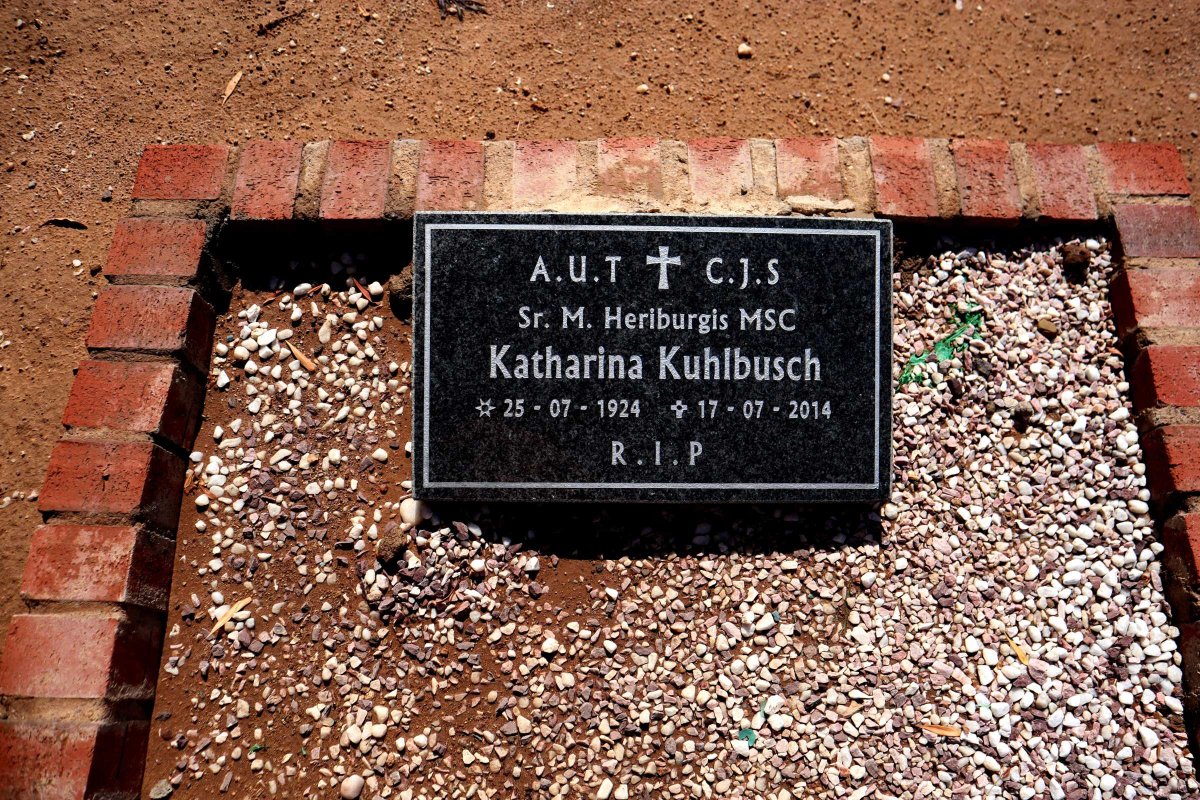 A.U.T ✝ C.J.S
Sr. M. Heriburgis MSC
Katharina Kuhlbusch
25 - 07 - 1924 17 - 07 - 2014
R.I.P